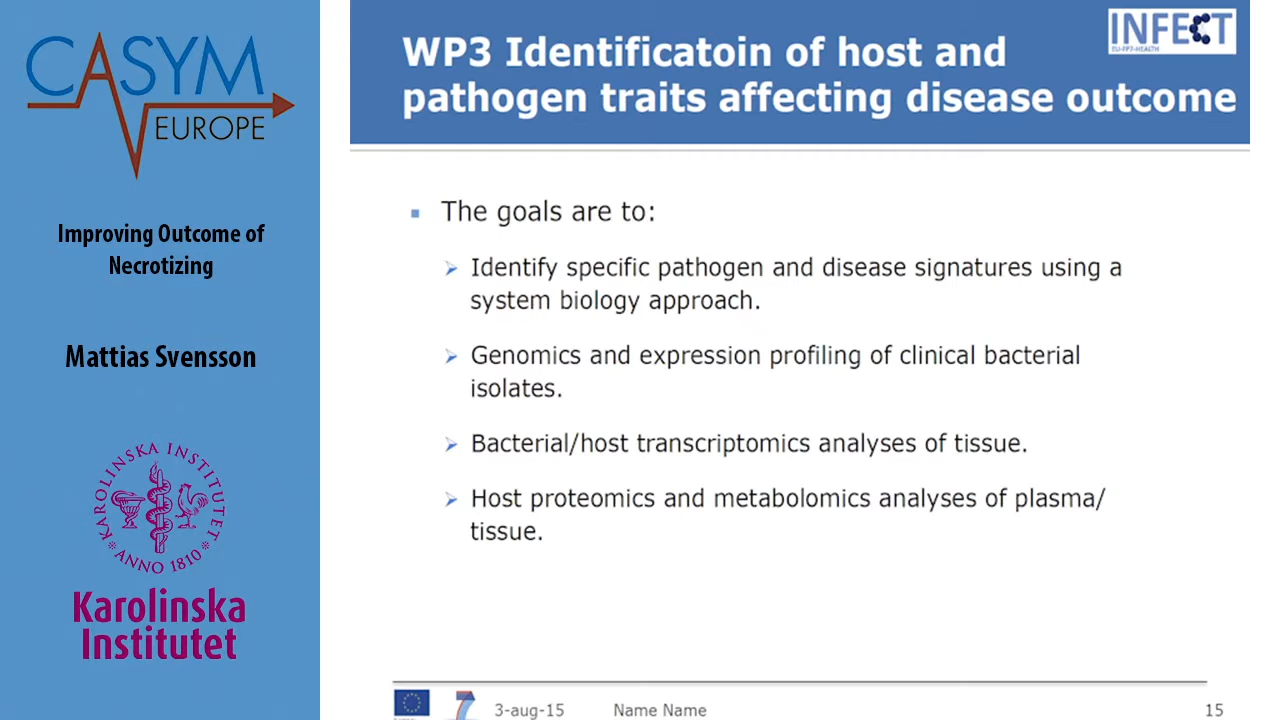 CASYM
EUROPE
Improving Outcome of
Necrotizing
Mattias Svensson
KAROLINSKA INSTITUTET
ANNO 1810
Karolinska
Institutet
INFECT
EU-FP7-HEALTH
WP3 Identificatoin of host and
pathogen traits affecting disease outcome
The goals are to:
Identify specific pathogen and disease signatures using a
system biology approach.
Genomics and expression profiling of clinical bacterial
isolates.
Bacterial/host transcriptomics analyses of tissue.
Host proteomics and metabolomics analyses of plasma/
tissue.
7
3-aug-15 Name Name 15